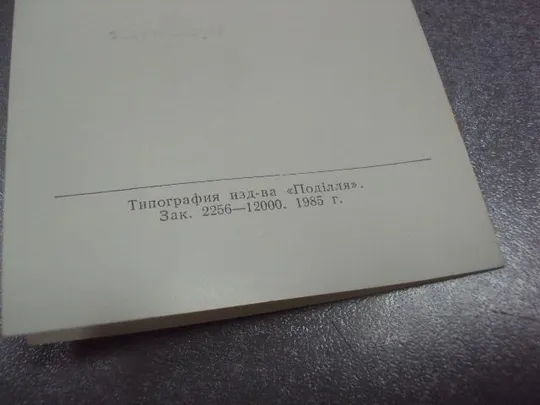 Типография изд-ва «Поділля».
Зак. 2256—12000. 1985 г.